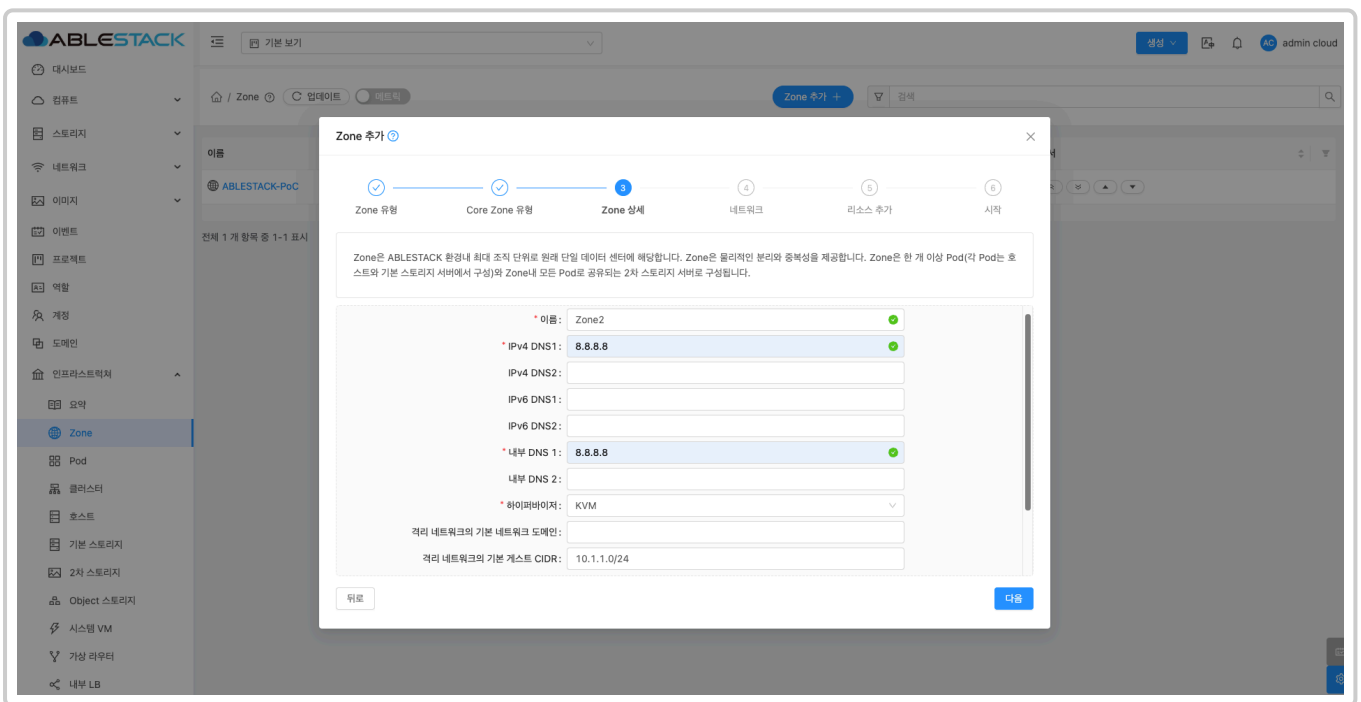 ABLESTACK
기본 보기
생성
AC admin cloud
대시보드
컴퓨트
스토리지
네트워크
이미지
이벤트
프로젝트
역할
계정
도메인
인프라스트럭쳐
요약
Zone
Pod
클러스터
호스트
기본 스토리지
2차 스토리지
Object 스토리지
시스템 VM
가상 라우터
내부 LB
/ Zone 업데이트 메트릭
Zone 추가 +
검색
이름
ABLESTACK-PoC
전체 1 개 항목 중 1-1 표시
Zone 추가
3 4 5 6
Zone 유형 Core Zone 유형 Zone 상세 네트워크 리소스 추가 시작
Zone은 ABLESTACK 환경내 최대 조직 단위로 원래 단일 데이터 센터에 해당합니다. Zone은 물리적인 분리와 중복성을 제공합니다. Zone은 한 개 이상 Pod(각 Pod는 호
스트와 기본 스토리지 서버에서 구성)와 Zone내 모든 Pod로 공유되는 2차 스토리지 서버로 구성됩니다.
* 이름 : Zone2
* IPv4 DNS1 : 8.8.8.8
IPv4 DNS2 :
IPv6 DNS1 :
IPv6 DNS2 :
* 내부 DNS 1 : 8.8.8.8
내부 DNS 2 :
* 하이퍼바이저 : KVM
격리 네트워크의 기본 네트워크 도메인 :
격리 네트워크의 기본 게스트 CIDR : 10.1.1.0/24
뒤로
다음